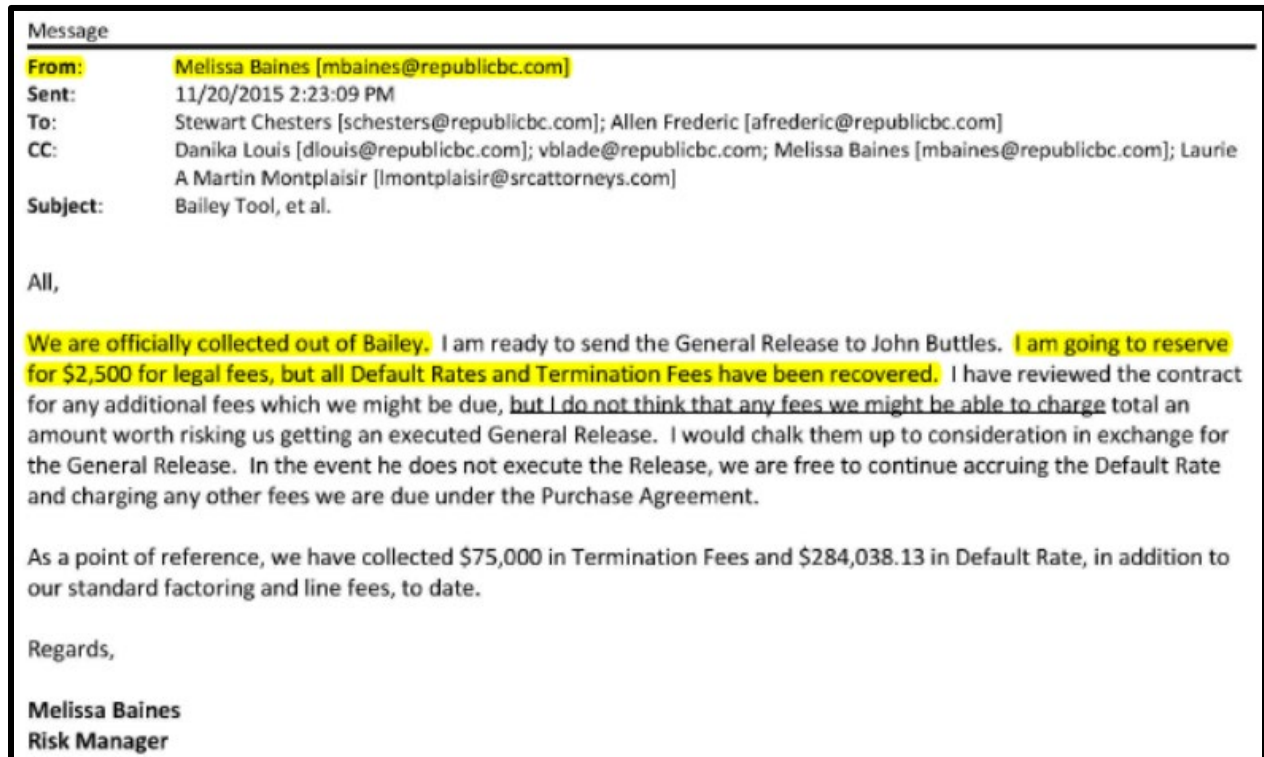 Message
From: Melissa Baines [mbaines@republicbc.com]
Sent: 11/20/2015 2:23:09 PM
To: Stewart Chesters [schesters@republicbc.com]; Allen Frederic [afrederic@republicbc.com]
CC: Danika Louis [dlouis@republicbc.com]; vblade@republicbc.com; Melissa Baines [mbaines@republicbc.com]; Laurie
A Martin Montplaisir [lmontplaisir@srcattorneys.com]
Subject: Bailey Tool, et al.
All,
We are officially collected out of Bailey. I am ready to send the General Release to John Buttles. I am going to reserve
for $2,500 for legal fees, but all Default Rates and Termination Fees have been recovered. I have reviewed the contract
for any additional fees which we might be due, but I do not think that any fees we might be able to charge total an
amount worth risking us getting an executed General Release. I would chalk them up to consideration in exchange for
the General Release. In the event he does not execute the Release, we are free to continue accruing the Default Rate
and charging any other fees we are due under the Purchase Agreement.
As a point of reference, we have collected $75,000 in Termination Fees and $284,038.13 in Default Rate, in addition to
our standard factoring and line fees, to date.
Regards,
Melissa Baines
Risk Manager